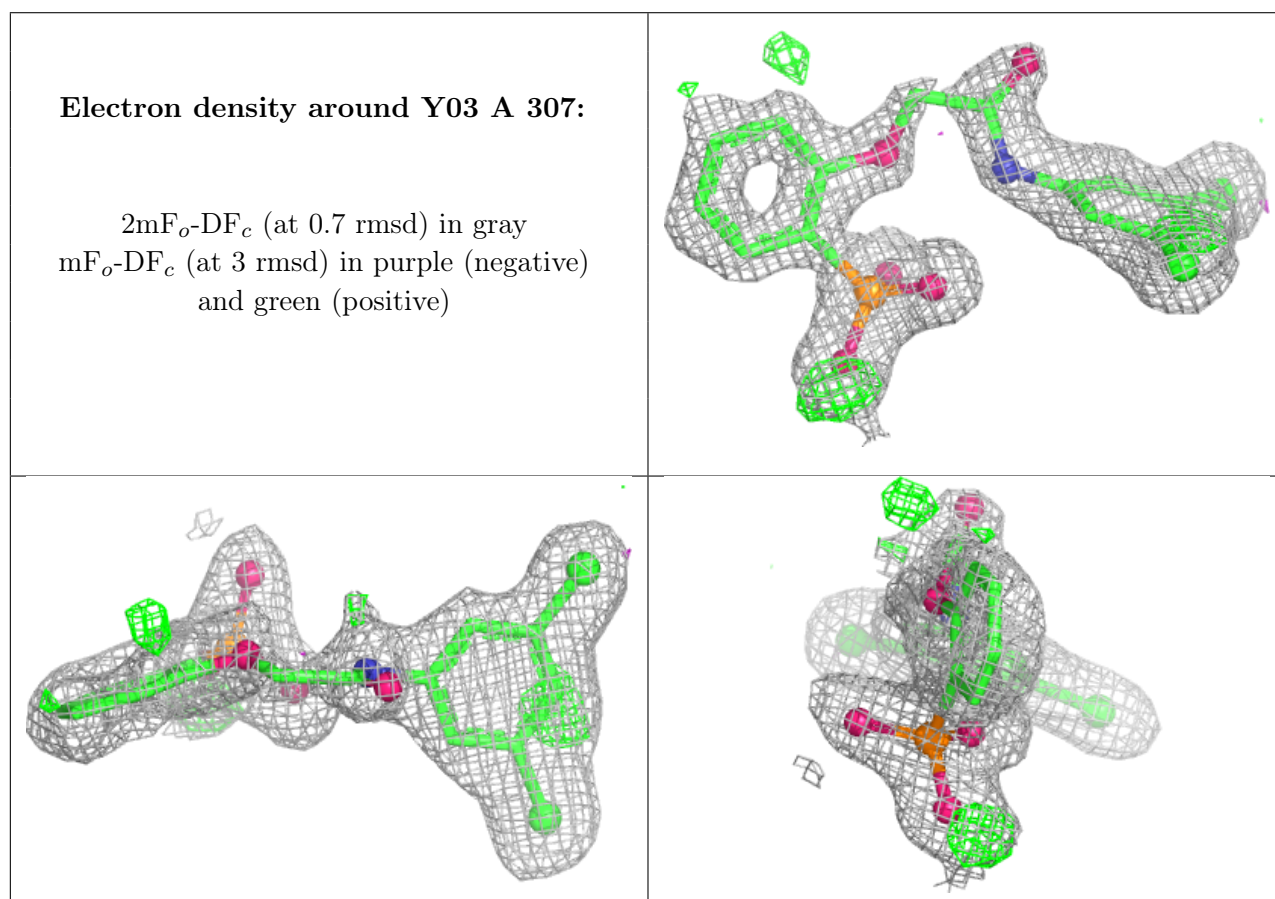 Electron density around Y03 A 307:
2mFo-DFc (at 0.7 rmsd) in gray
mFo-DFc (at 3 rmsd) in purple (negative)
and green (positive)